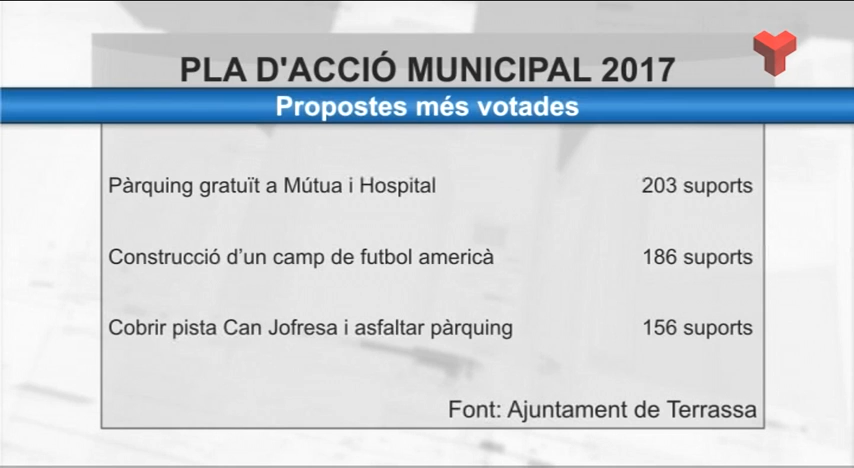 PLA D'ACCIÓ MUNICIPAL 2017
Propostes més votades
Pàrquing gratuït a Mútua i Hospital 203 suports
Construcció d’un camp de futbol americà 186 suports
Cobrir pista Can Jofresa i asfaltar pàrquing 156 suports
Font: Ajuntament de Terrassa